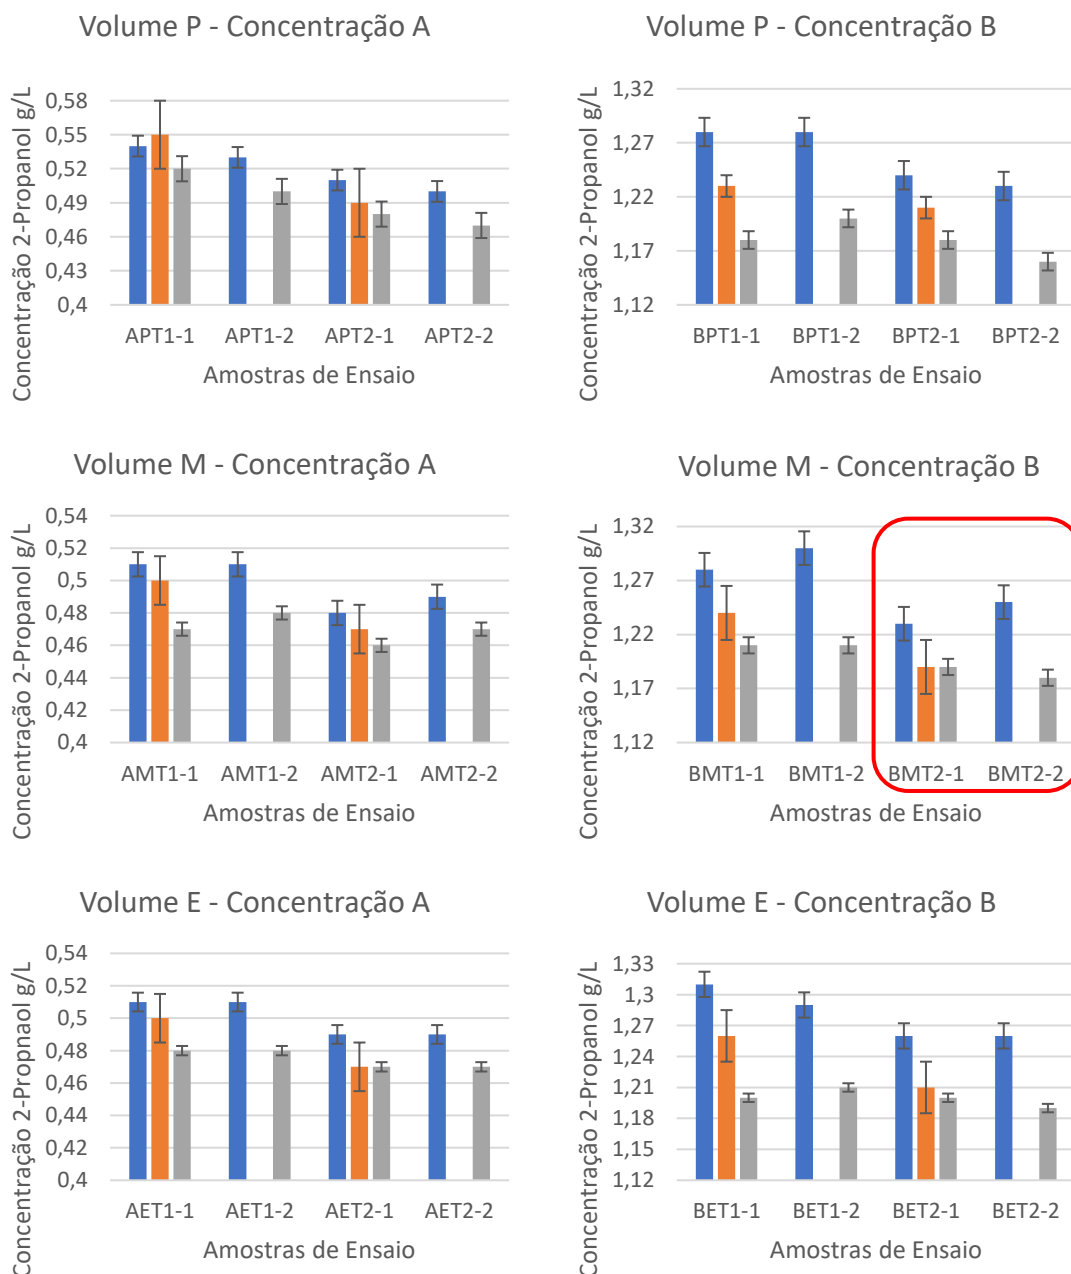 Volume P - Concentração A
Concentração 2-Propanol g/L
0,58
0,55
0,52
0,49
0,46
0,43
0,4
APT1-1 APT1-2 APT2-1 APT2-2
Amostras de Ensaio
Volume P - Concentração B
Concentração 2-Propanol g/L
1,32
1,27
1,22
1,17
1,12
BPT1-1 BPT1-2 BPT2-1 BPT2-2
Amostras de Ensaio
Volume M - Concentração A
Concentração 2-Propanol g/L
0,54
0,52
0,5
0,48
0,46
0,44
0,42
0,4
AMT1-1 AMT1-2 AMT2-1 AMT2-2
Amostras de Ensaio
Volume M - Concentração B
Concentração 2-Propanol g/L
1,32
1,27
1,22
1,17
1,12
BMT1-1 BMT1-2 BMT2-1 BMT2-2
Amostras de Ensaio
Volume E - Concentração A
Concentração 2-Propnaol g/L
0,54
0,52
0,5
0,48
0,46
0,44
0,42
0,4
AET1-1 AET1-2 AET2-1 AET2-2
Amostras de Ensaio
Volume E - Concentração B
Concentração 2-Propanol g/L
1,33
1,3
1,27
1,24
1,21
1,18
1,15
1,12
BET1-1 BET1-2 BET2-1 BET2-2
Amostras de Ensaio